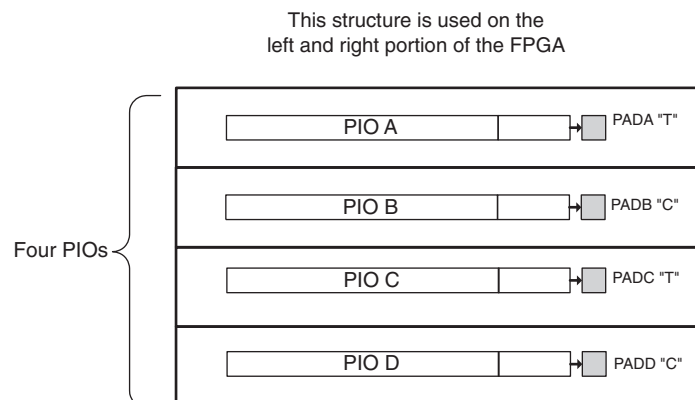 This structure is used on the
left and right portion of the FPGA
PIO A
PADA "T"
PIO B
PADB "C"
Four PIOs
PIO C
PADC "T"
PIO D
PADD "C"